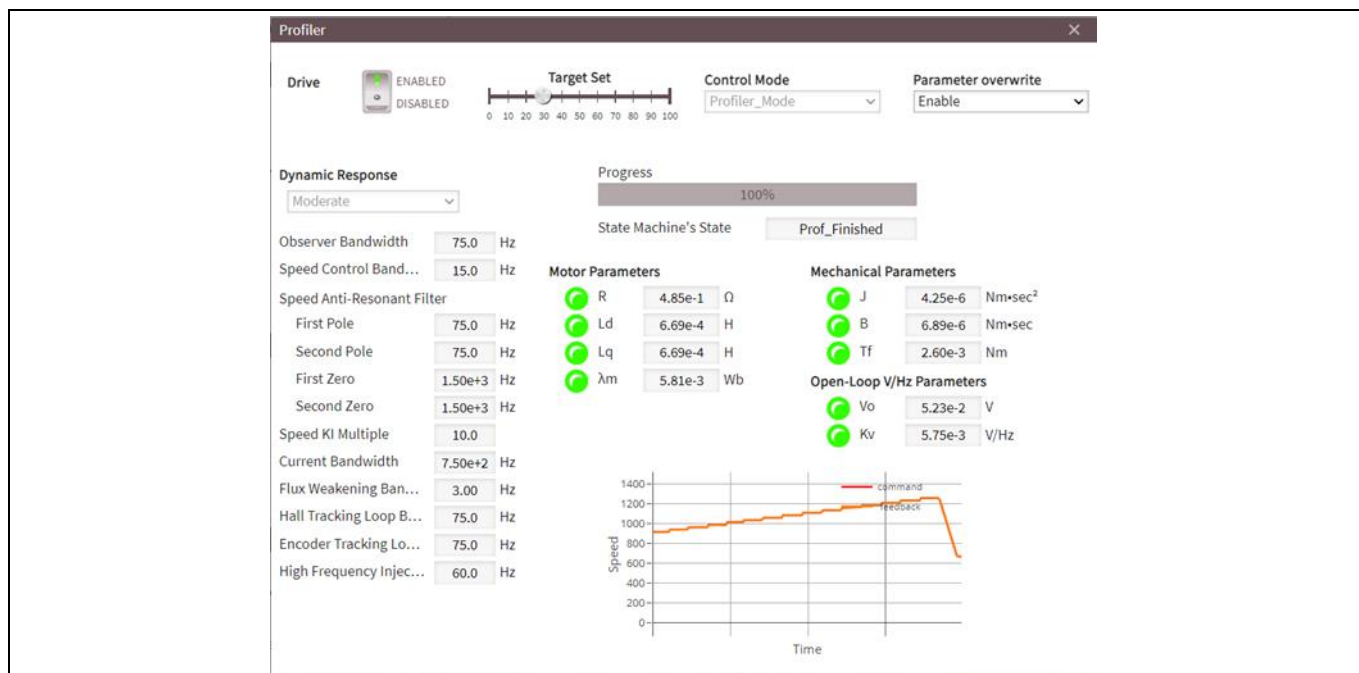 Profiler
Drive
ENABLED
DISABLED
Target Set
0 10 20 30 40 50 60 70 80 90 100
Control Mode
Profiler_Mode
Parameter overwrite
Enable
Dynamic Response
Moderate
Observer Bandwidth 75.0 Hz
Speed Control Band... 15.0 Hz
Speed Anti-Resonant Filter
First Pole 75.0 Hz
Second Pole 75.0 Hz
First Zero 1.50e+3 Hz
Second Zero 1.50e+3 Hz
Speed KI Multiple 10.0
Current Bandwidth 7.50e+2 Hz
Flux Weakening Ban... 3.00 Hz
Hall Tracking Loop B... 75.0 Hz
Encoder Tracking Lo... 75.0 Hz
High Frequency Injec... 60.0 Hz
Progress
100%
State Machine's State Prof_Finished
Motor Parameters
R 4.85e-1 Ω
Ld 6.69e-4 H
Lq 6.69e-4 H
λm 5.81e-3 Wb
Mechanical Parameters
J 4.25e-6 Nm•sec²
B 6.89e-6 Nm•sec
Tf 2.60e-3 Nm
Open-Loop V/Hz Parameters
Vo 5.23e-2 V
Kv 5.75e-3 V/Hz
command
feedback
Speed
1400
1200
1000
800
600
400
200
0
Time